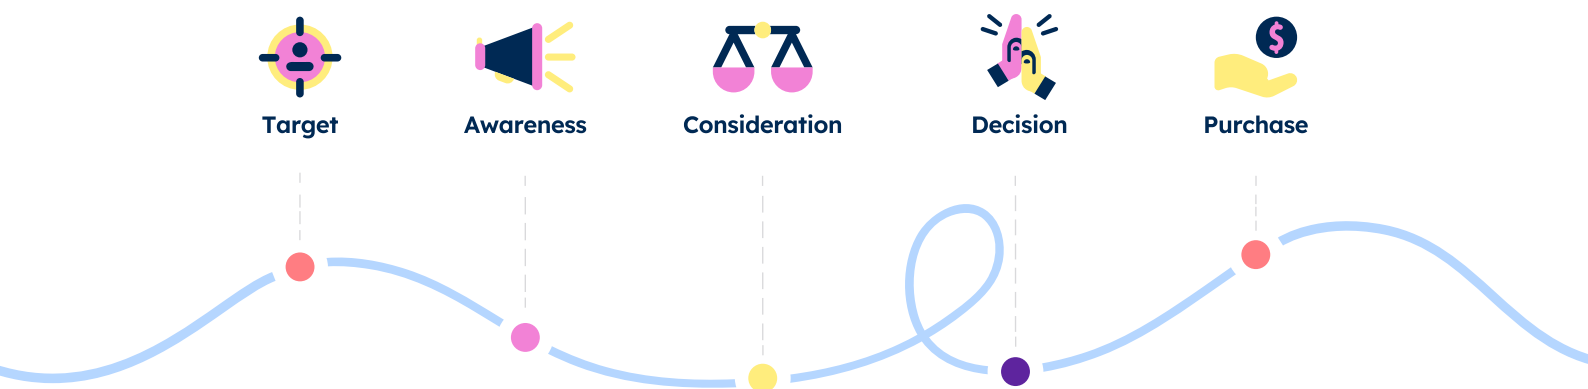 $
Target
Awareness
Consideration
Decision
Purchase